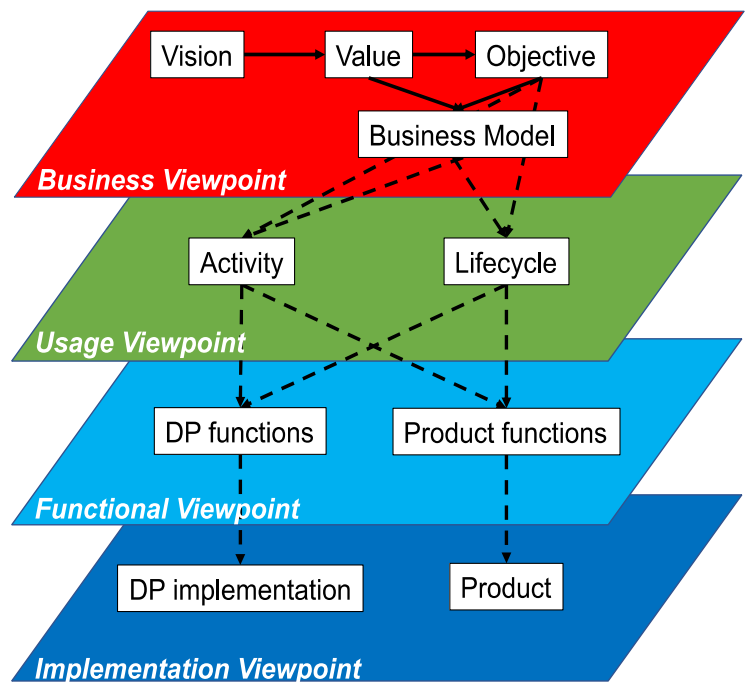 Vision
Value
Objective
Business Model
Business Viewpoint
Activity
Lifecycle
Usage Viewpoint
DP functions
Product functions
Functional Viewpoint
DP implementation
Product
Implementation Viewpoint